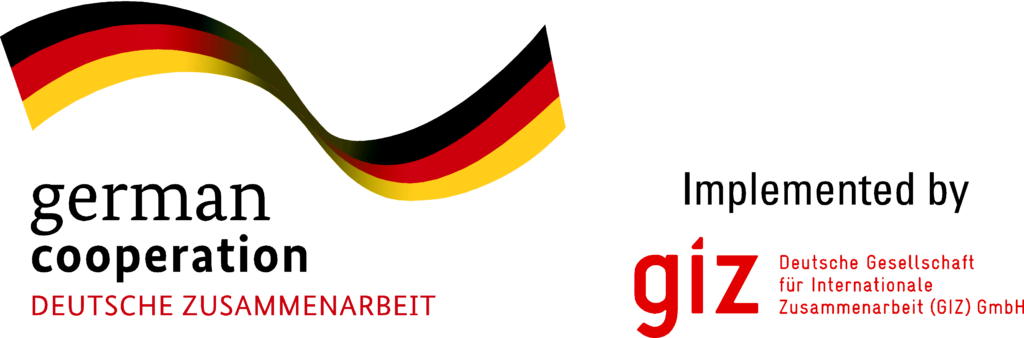 german
cooperation
DEUTSCHE ZUSAMMENARBEIT
Implemented by
giz
Deutsche Gesellschaft
für Internationale
Zusammenarbeit (GIZ) GmbH